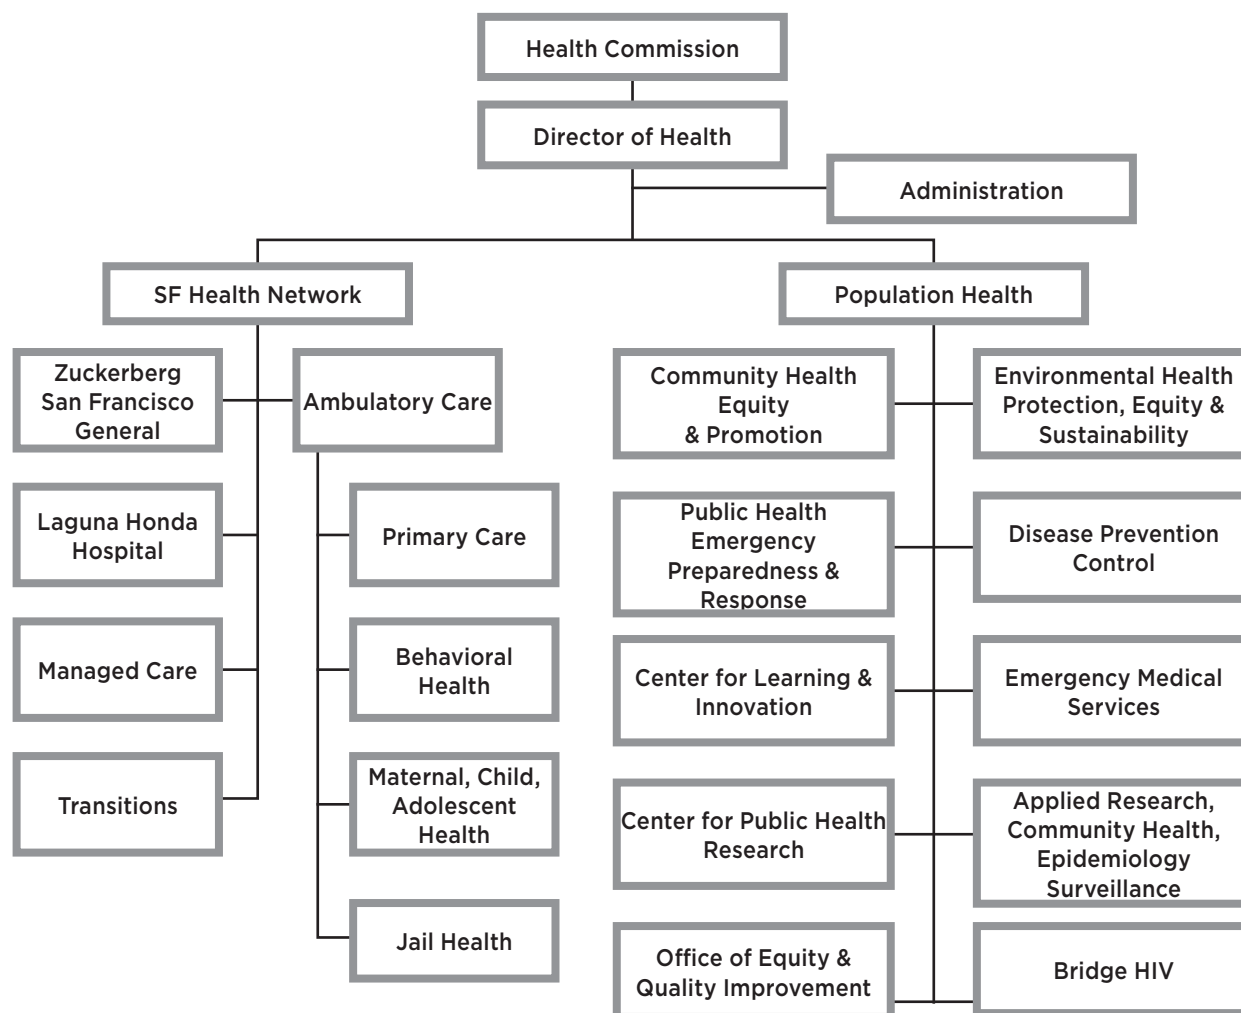 Health Commission
Director of Health
Administration
SF Health Network
Population Health
Zuckerberg
San Francisco
General
Ambulatory Care
Laguna Honda
Hospital
Primary Care
Managed Care
Behavioral
Health
Transitions
Maternal, Child,
Adolescent
Health
Jail Health
Community Health
Equity
& Promotion
Environmental Health
Protection, Equity &
Sustainability
Public Health
Emergency
Preparedness &
Response
Disease Prevention
Control
Center for Learning &
Innovation
Emergency Medical
Services
Center for Public Health
Research
Applied Research,
Community Health,
Epidemiology
Surveillance
Office of Equity &
Quality Improvement
Bridge HIV